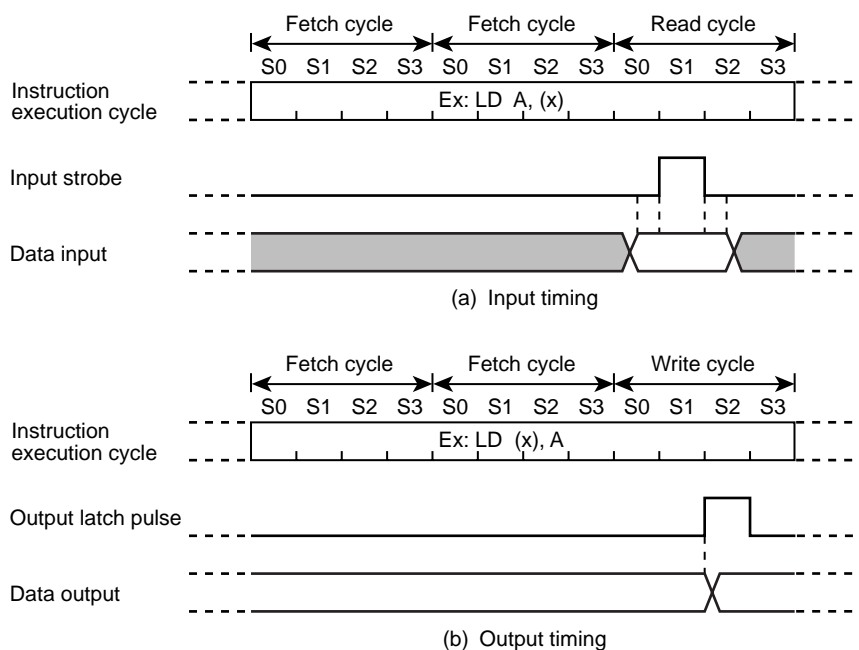 Fetch cycle Fetch cycle Read cycle
S0 S1 S2 S3 S0 S1 S2 S3 S0 S1 S2 S3
Instruction
execution cycle
Ex: LD A, (x)
Input strobe
Data input
(a) Input timing
Fetch cycle Fetch cycle Write cycle
S0 S1 S2 S3 S0 S1 S2 S3 S0 S1 S2 S3
Instruction
execution cycle
Ex: LD (x), A
Output latch pulse
Data output
(b) Output timing